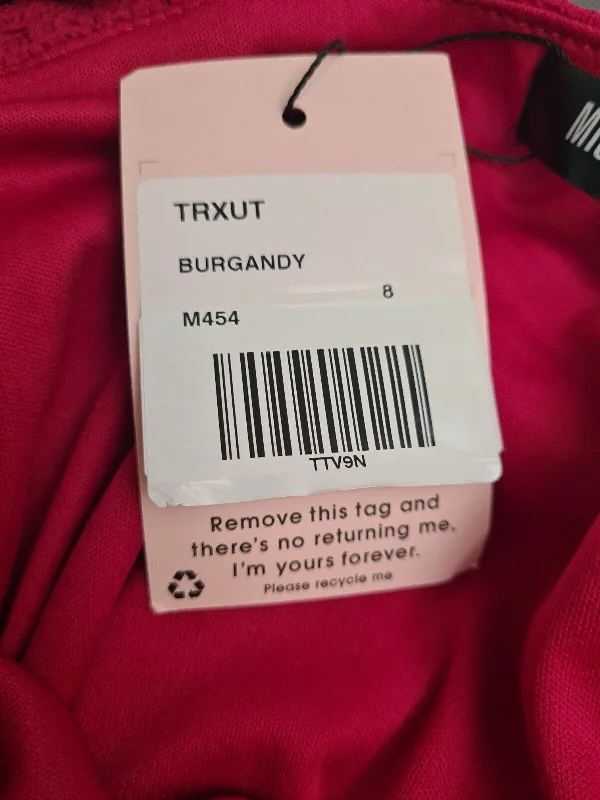 TRXUT
BURGANDY
8
M454
TTV9N
Remove this tag and
there's no returning me.
I'm yours forever.
Please recycle me